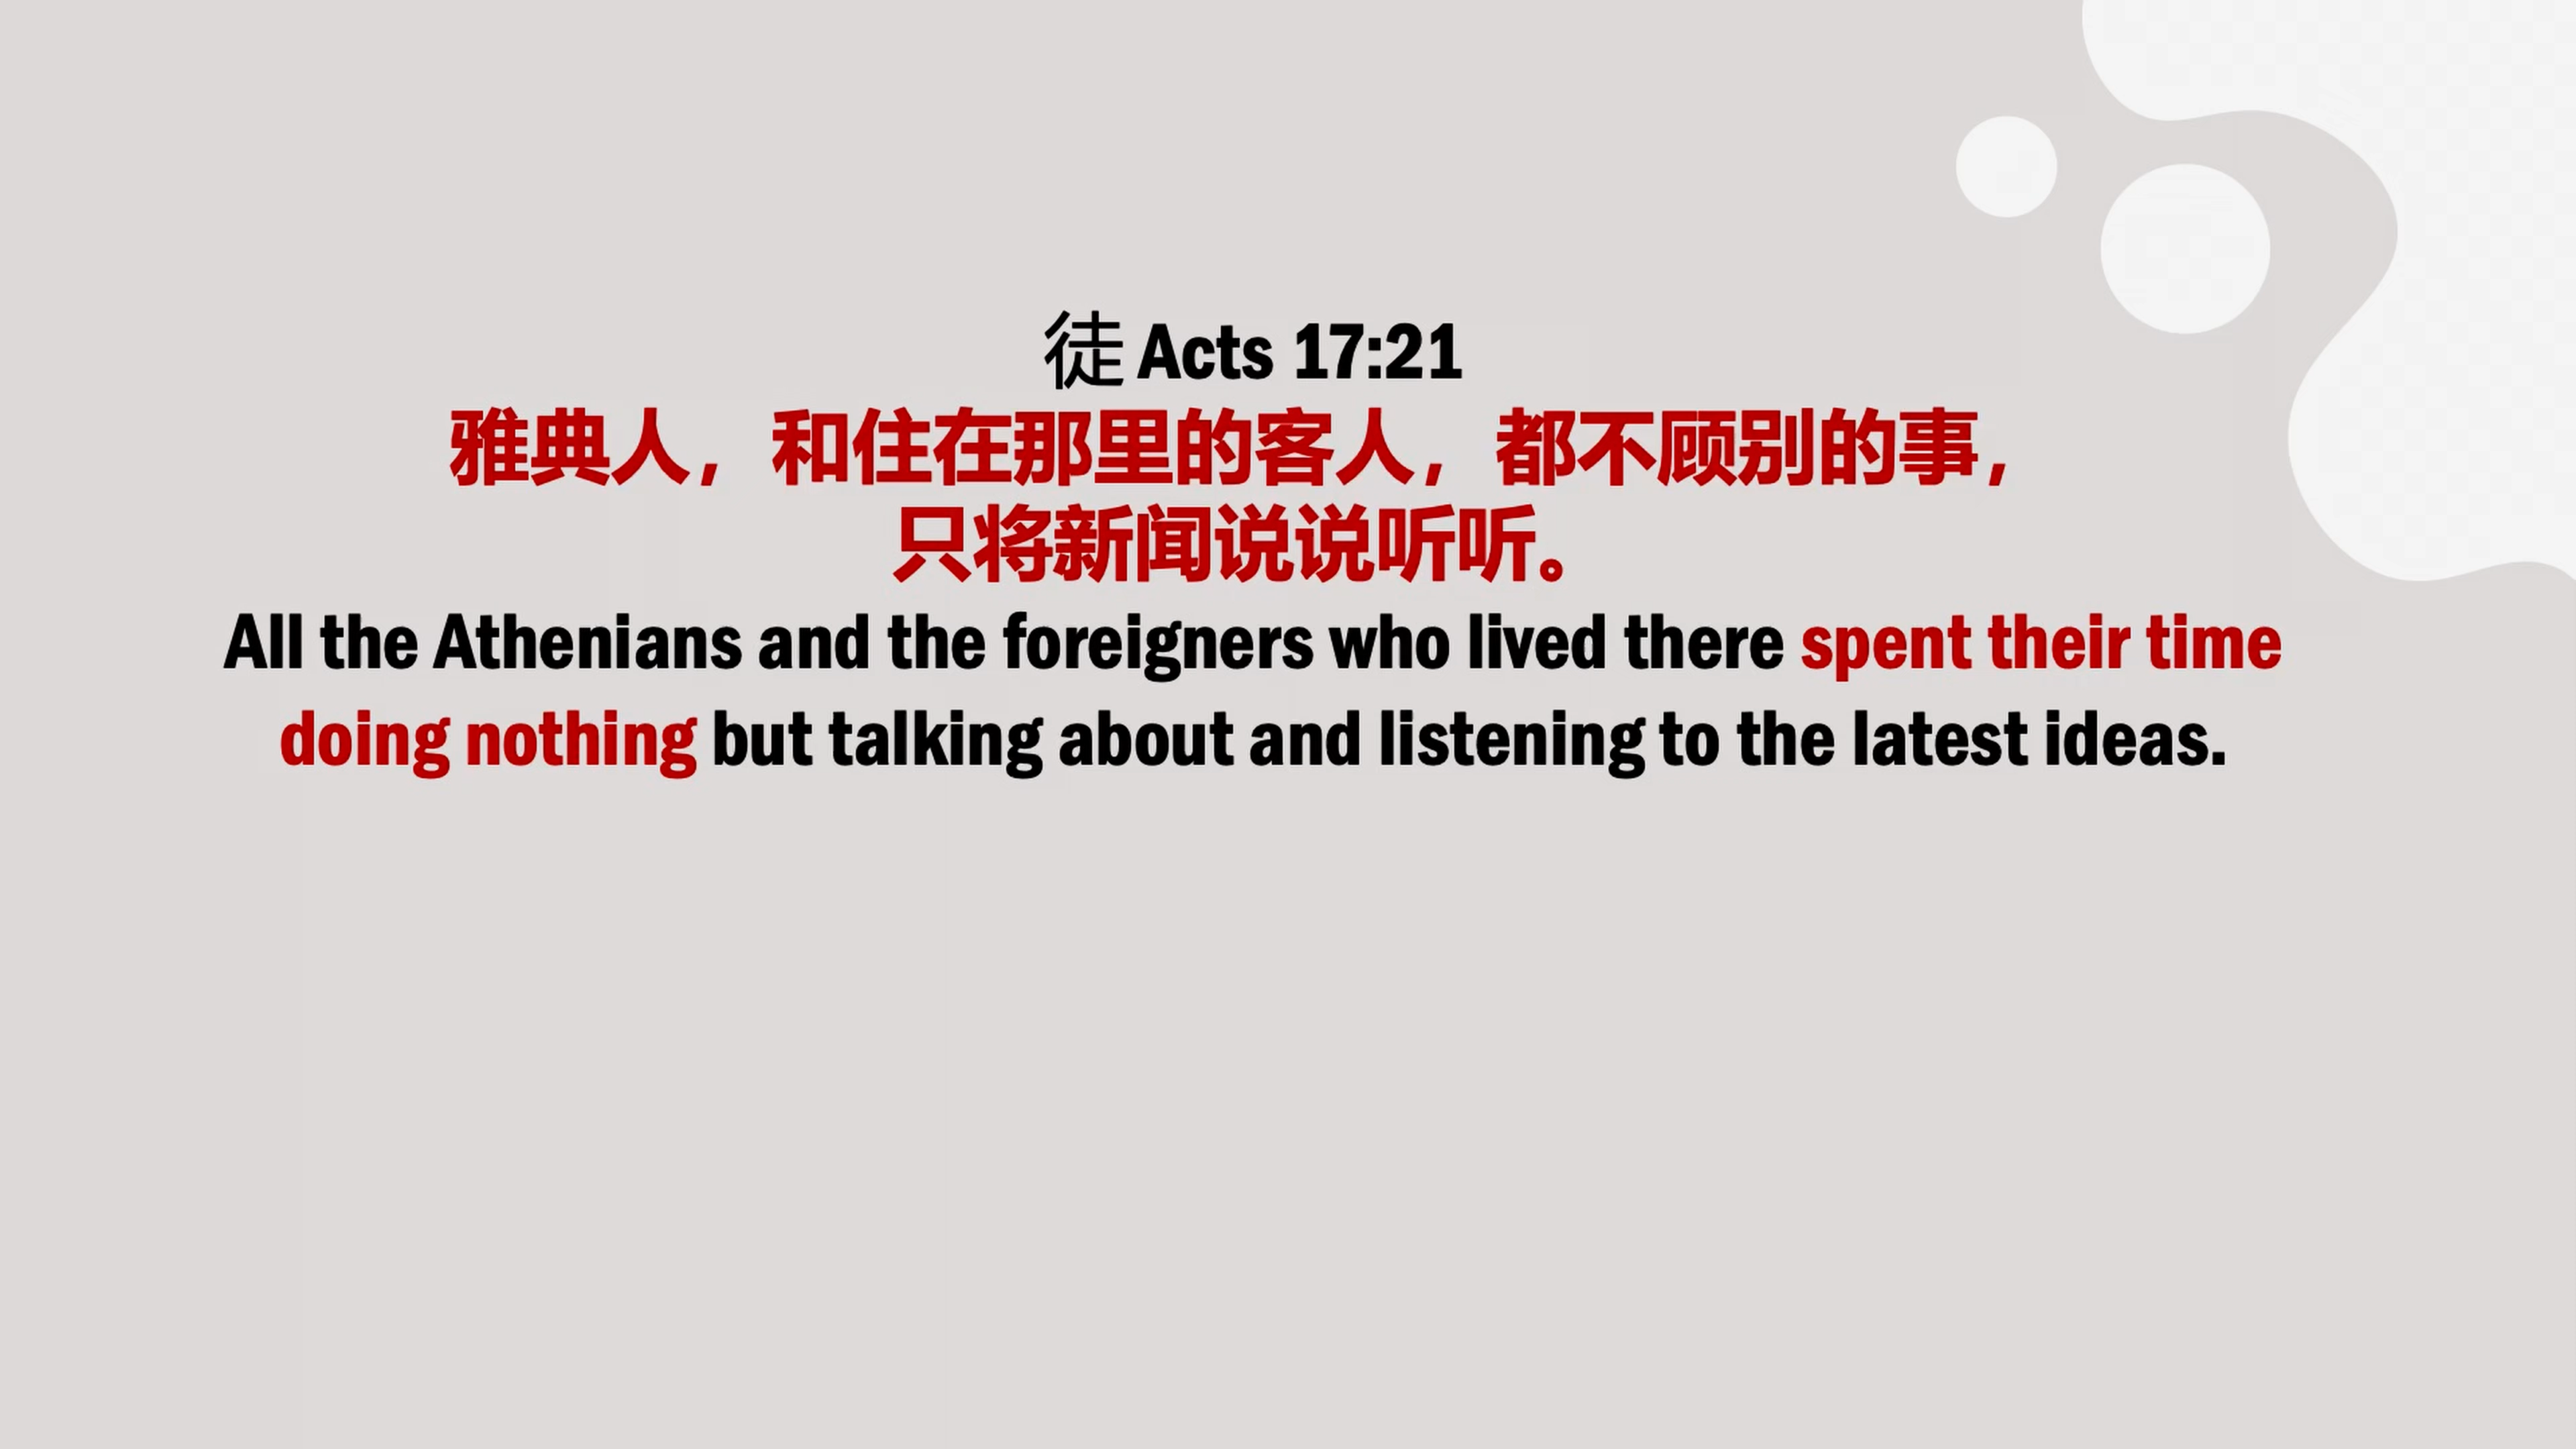 徒 Acts 17:21
雅典人，和住在那里的客人，都不顾别的事，
只将新闻说说听听。
All the Athenians and the foreigners who lived there spent their time
doing nothing but talking about and listening to the latest ideas.